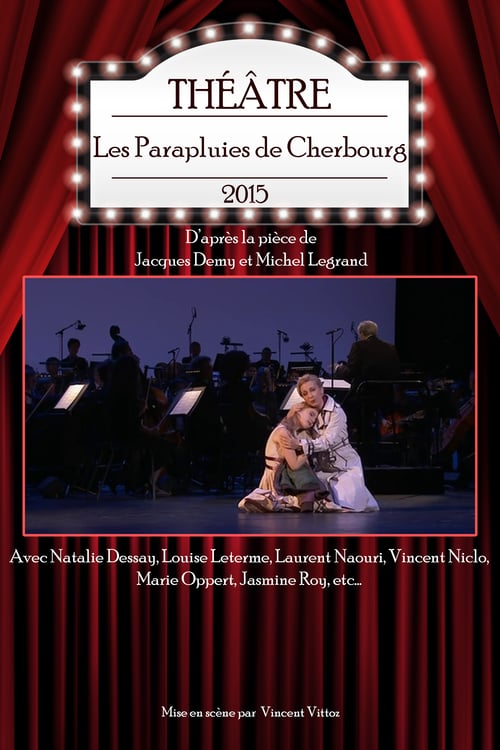 THÉÂTRE
Les Parapluies de Cherbourg
2015
D'après la pièce de
Jacques Demy et Michel Legrand
Avec Natalie Dessay, Louise Leterme, Laurent Naouri, Vincent Niclo,
Marie Oppert, Jasmine Roy, etc...
Mise en scène par Vincent Vittoz